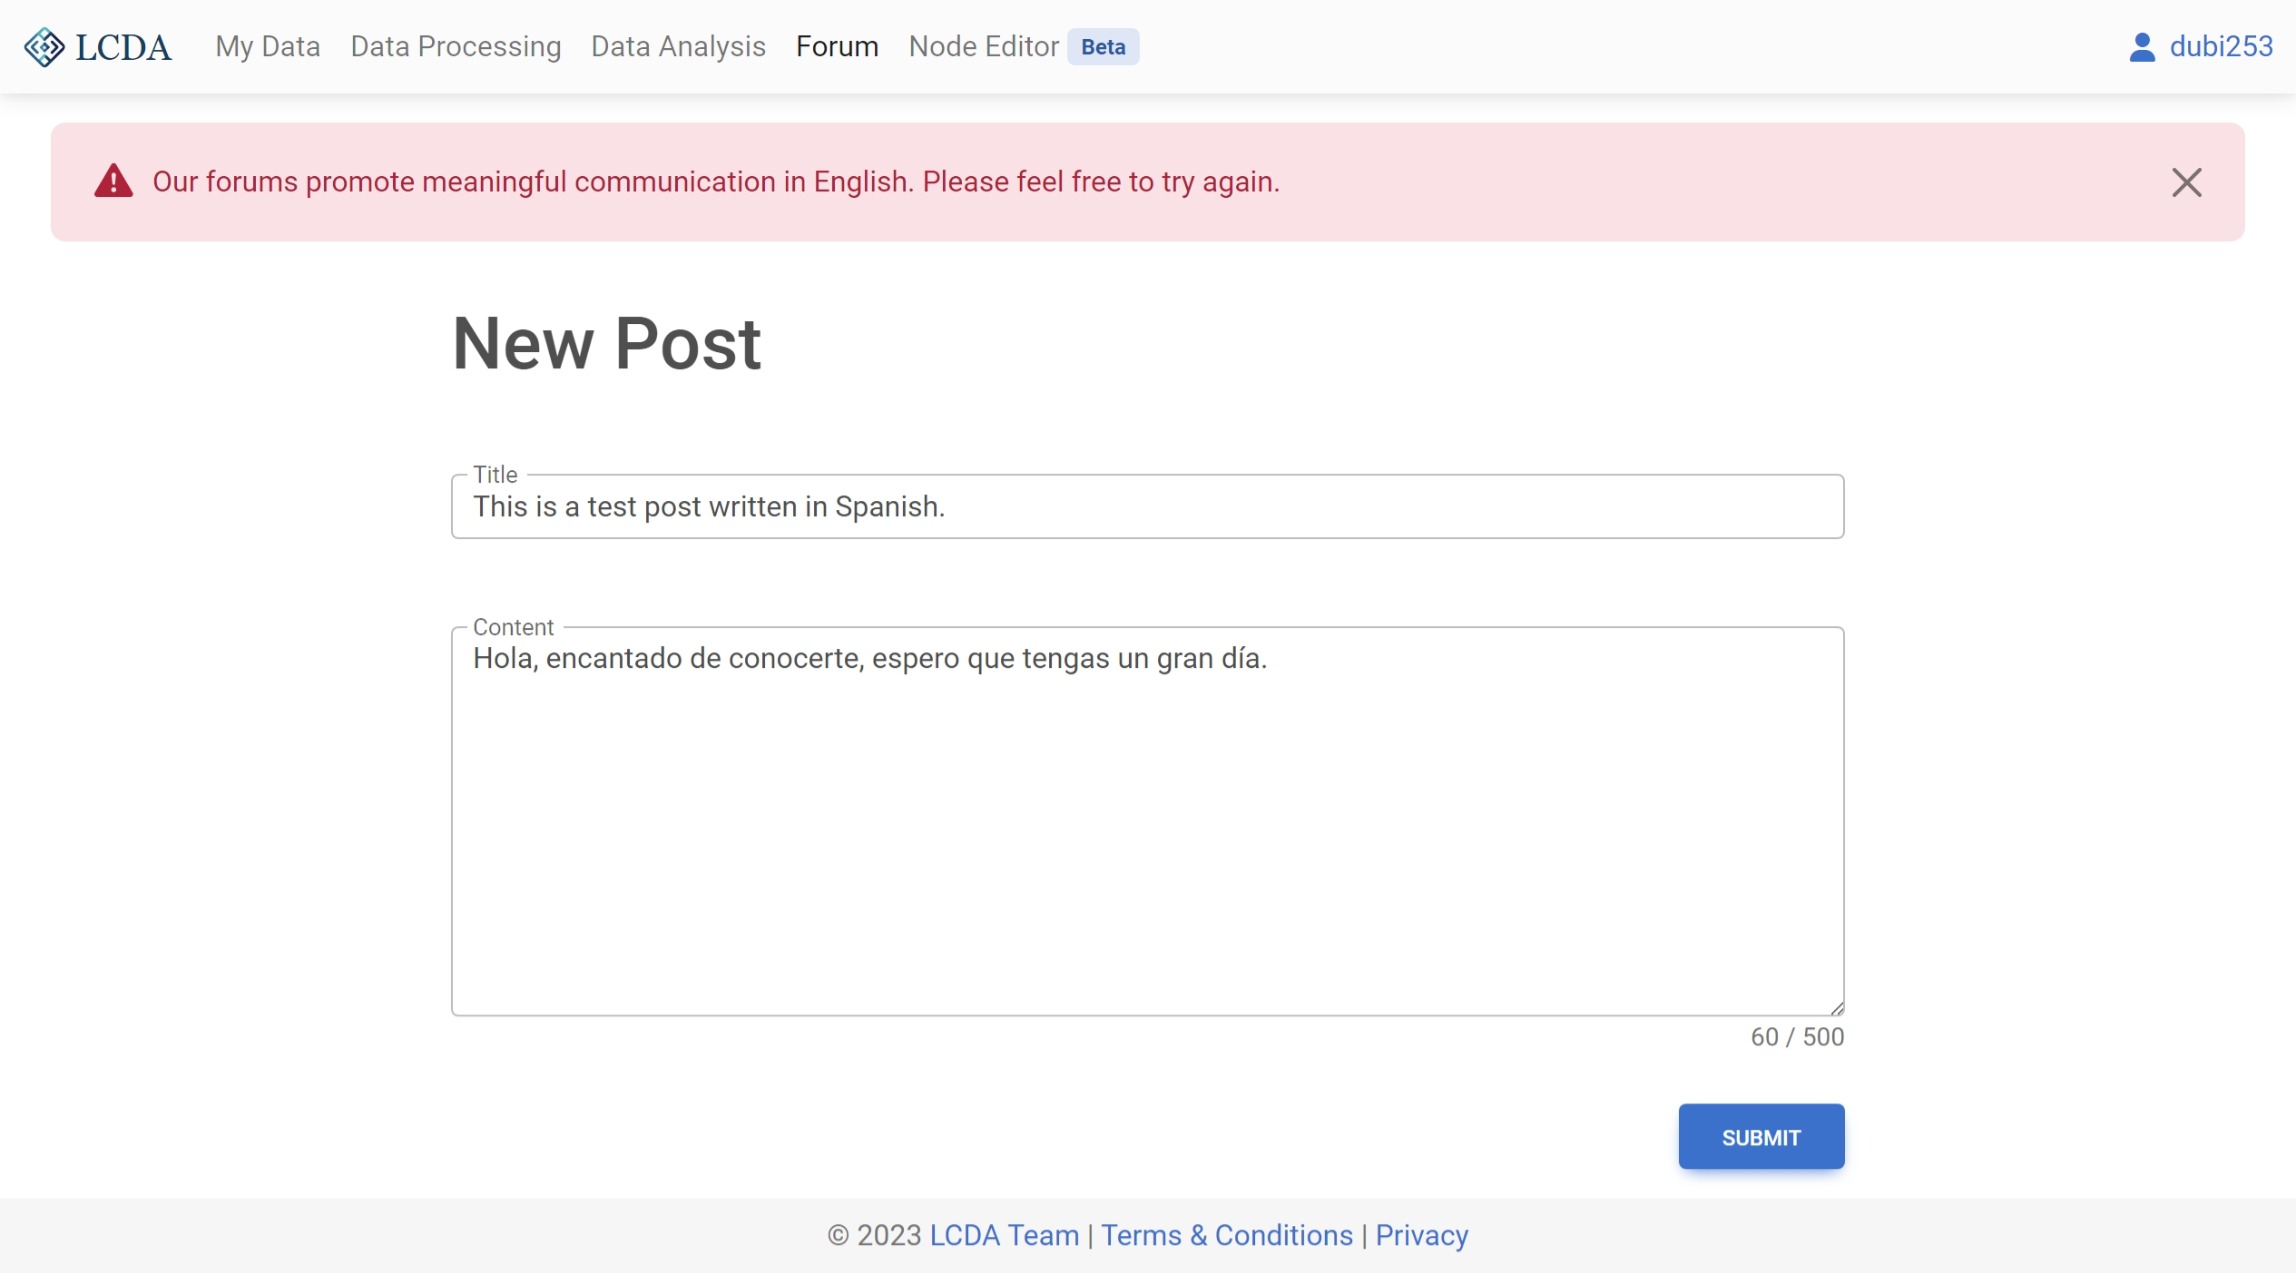 LCDA My Data Data Processing Data Analysis Forum Node Editor Beta dubi253
Our forums promote meaningful communication in English. Please feel free to try again.
New Post
Title
This is a test post written in Spanish.
Content
Hola, encantado de conocerte, espero que tengas un gran día.
60 / 500
SUBMIT
© 2023 LCDA Team | Terms & Conditions | Privacy